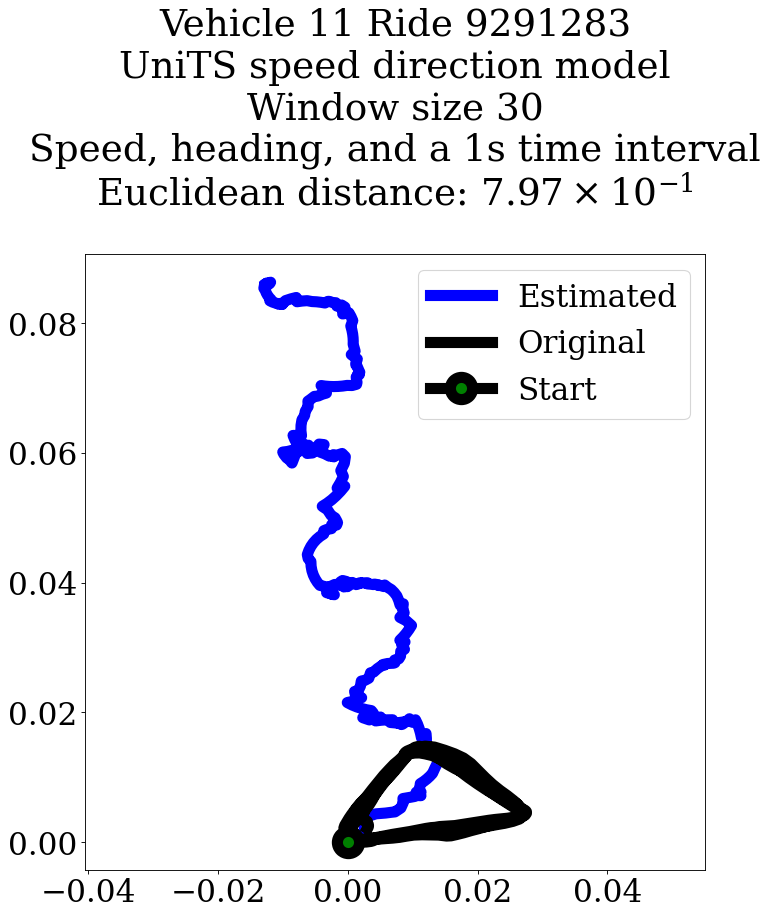 Vehicle 11 Ride 9291283
UniTS speed direction model
Window size 30
Speed, heading, and a 1s time interval
Euclidean distance: 7.97 × 10⁻¹
Estimated
Original
Start
0.08
0.06
0.04
0.02
0.00
−0.04 −0.02 0.00 0.02 0.04